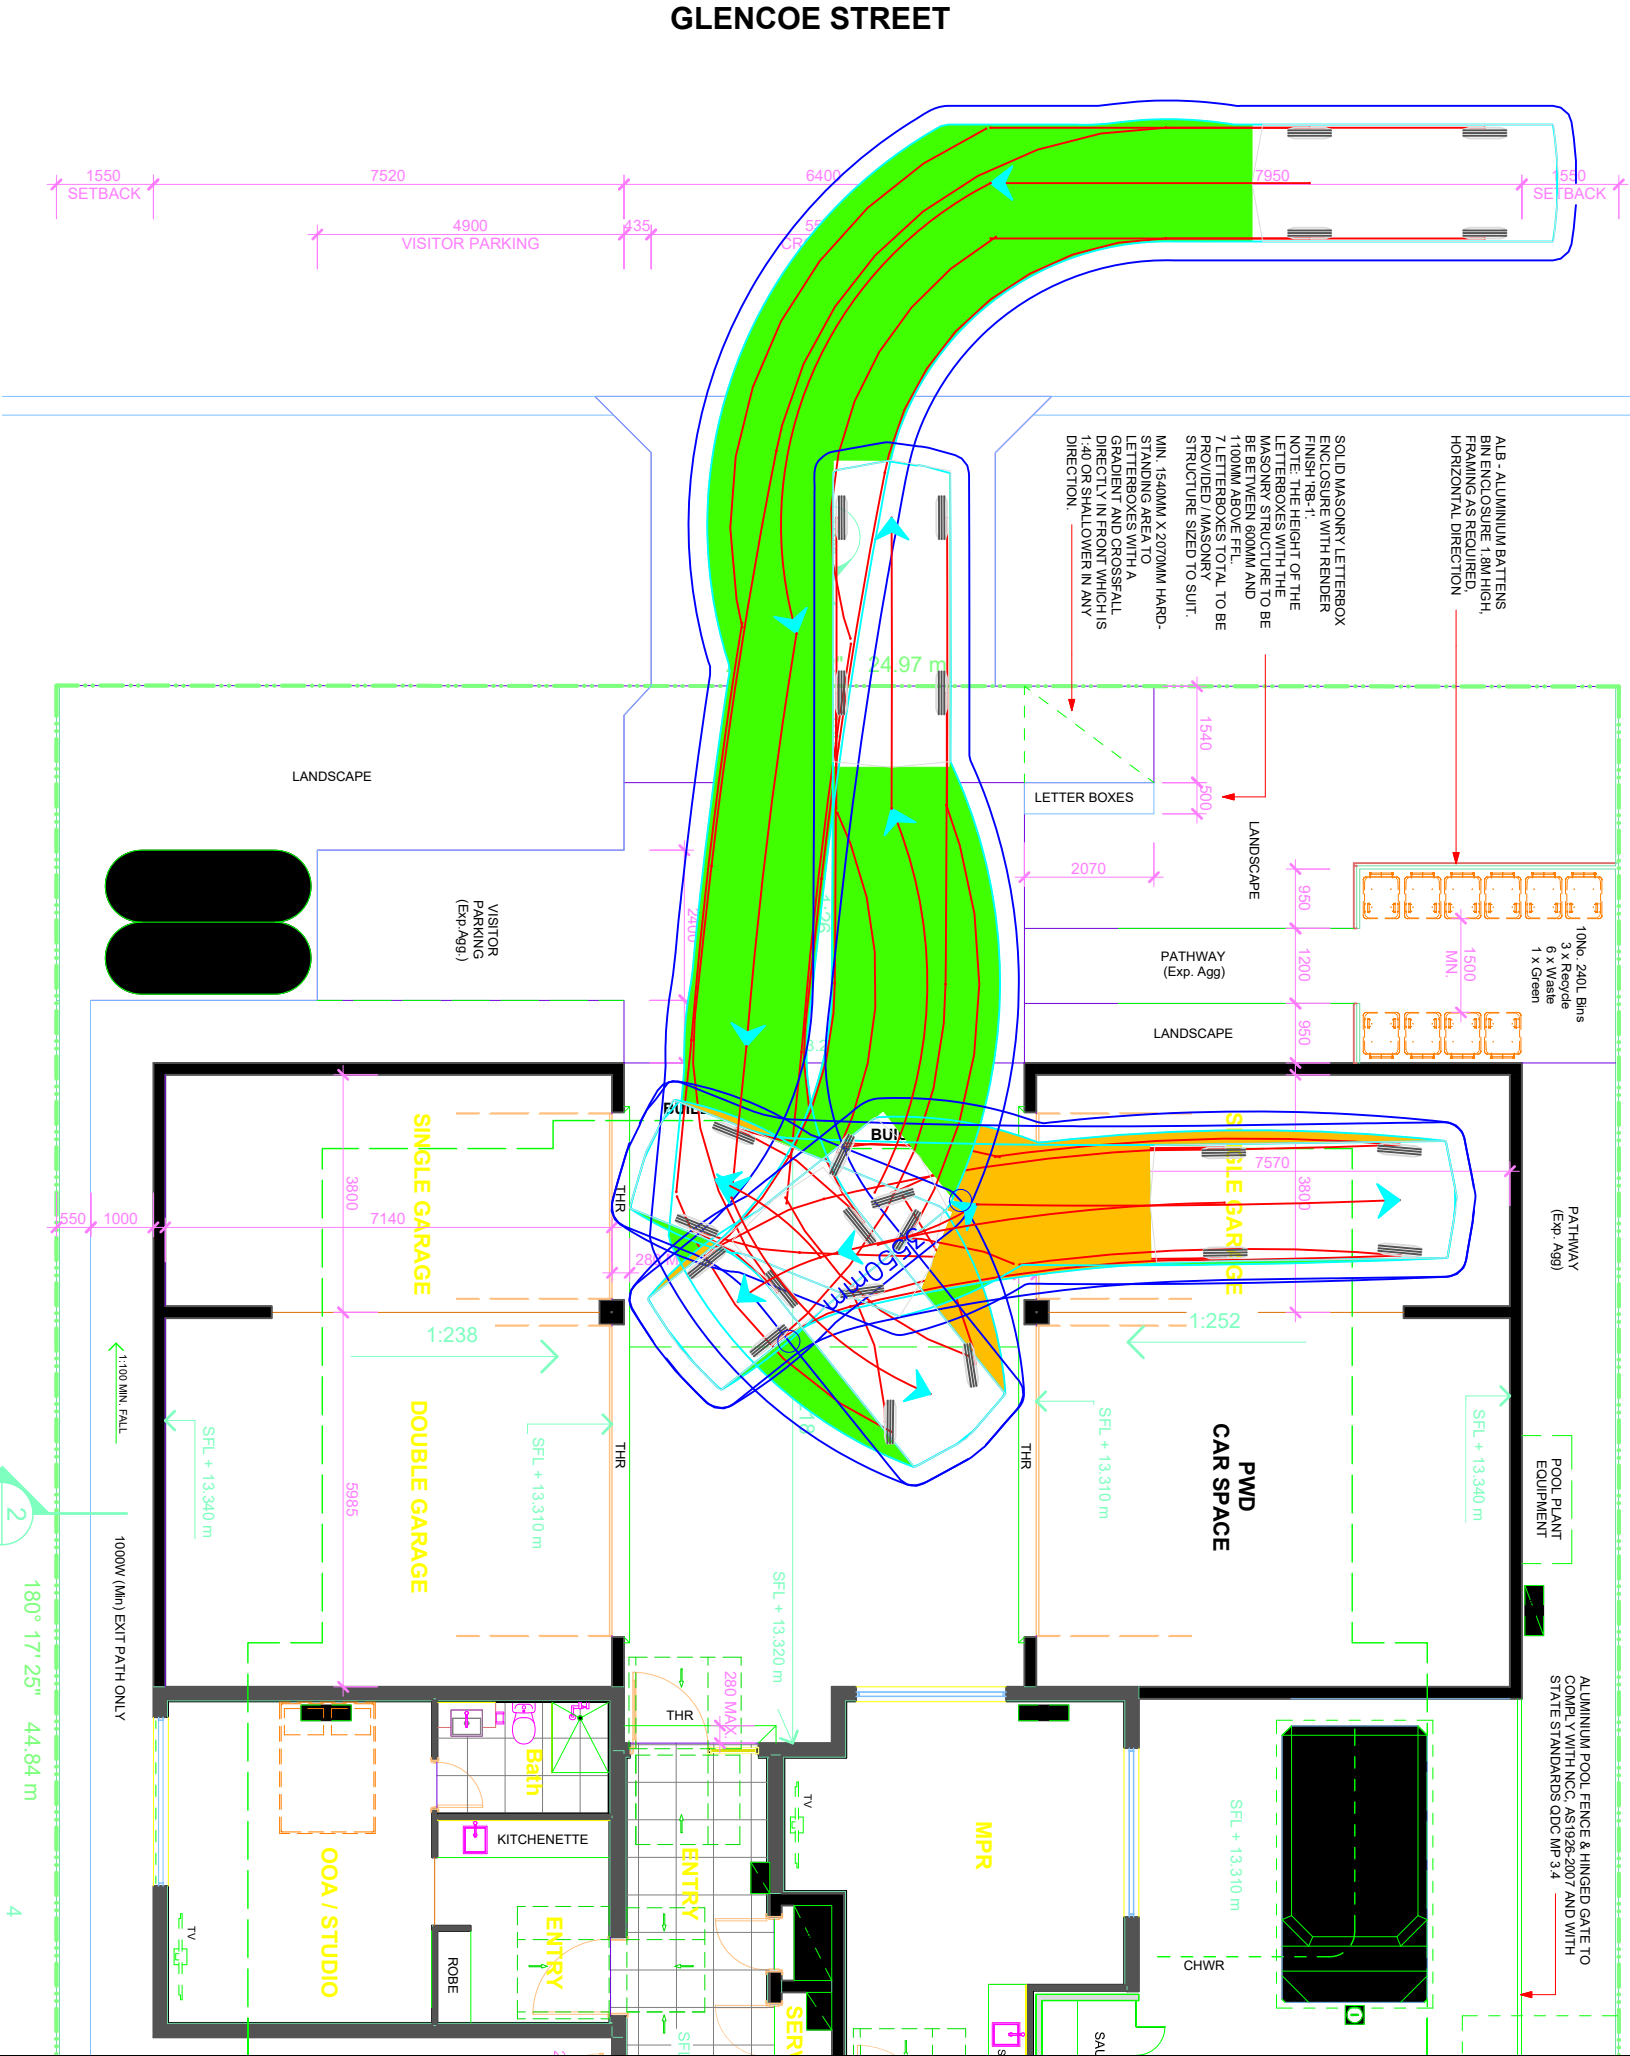 GLENCOE STREET
1550
SETBACK
7520
6400
7950
1550
SETBACK
4900
VISITOR PARKING
435
ALB - ALUMINIUM BATTENS
BIN ENCLOSURE 1.8M HIGH,
FRAMING AS REQUIRED,
HORIZONTAL DIRECTION
SOLID MASONRY LETTERBOX
ENCLOSURE WITH RENDER
FINISH 'RB-1'.
NOTE: THE HEIGHT OF THE
LETTERBOXES WITH THE
MASONRY STRUCTURE TO BE
BE BETWEEN 600MM AND
1100MM ABOVE FFL.
7 LETTERBOXES TOTAL TO BE
PROVIDED / MASONRY
STRUCTURE SIZED TO SUIT.
MIN. 1540MM X 2070MM HARD-
STANDING AREA TO
LETTERBOXES WITH A
GRADIENT AND CROSSFALL
DIRECTLY IN FRONT WHICH IS
1:40 OR SHALLOWER IN ANY
DIRECTION.
24.97 m
1540
500
LANDSCAPE
LETTER BOXES
LANDSCAPE
2070
950
VISITOR
PARKING
(Exp.Agg.)
2400
PATHWAY
(Exp. Agg)
1200
1500
MIN.
10No. 240L Bins
3 x Recycle
6 x Waste
1 x Green
LANDSCAPE
950
SINGLE GARAGE
3800
7570
3800
THR
550
1000
7140
3550mm
PATHWAY
(Exp. Agg)
1:238
1:252
1:100 MIN. FALL
SFL + 13.340 m
DOUBLE GARAGE
SFL + 13.310 m
THR
THR
SFL + 13.310 m
PWD
CAR SPACE
SFL + 13.340 m
POOL PLANT
EQUIPMENT
5985
2
1000W (Min) EXIT PATH ONLY
180° 17' 25"
44.84 m
4
SFL + 13.320 m
280 MAX.
THR
Bath
KITCHENETTE
OOA / STUDIO
TV
ROBE
ENTRY
ENTRY
TV
MPR
SFL + 13.310 m
CHWR
ALUMINIUM POOL FENCE & HINGED GATE TO
COMPLY WITH NCC, AS1926-2007 AND WITH
STATE STANDARDS QDC MP 3.4